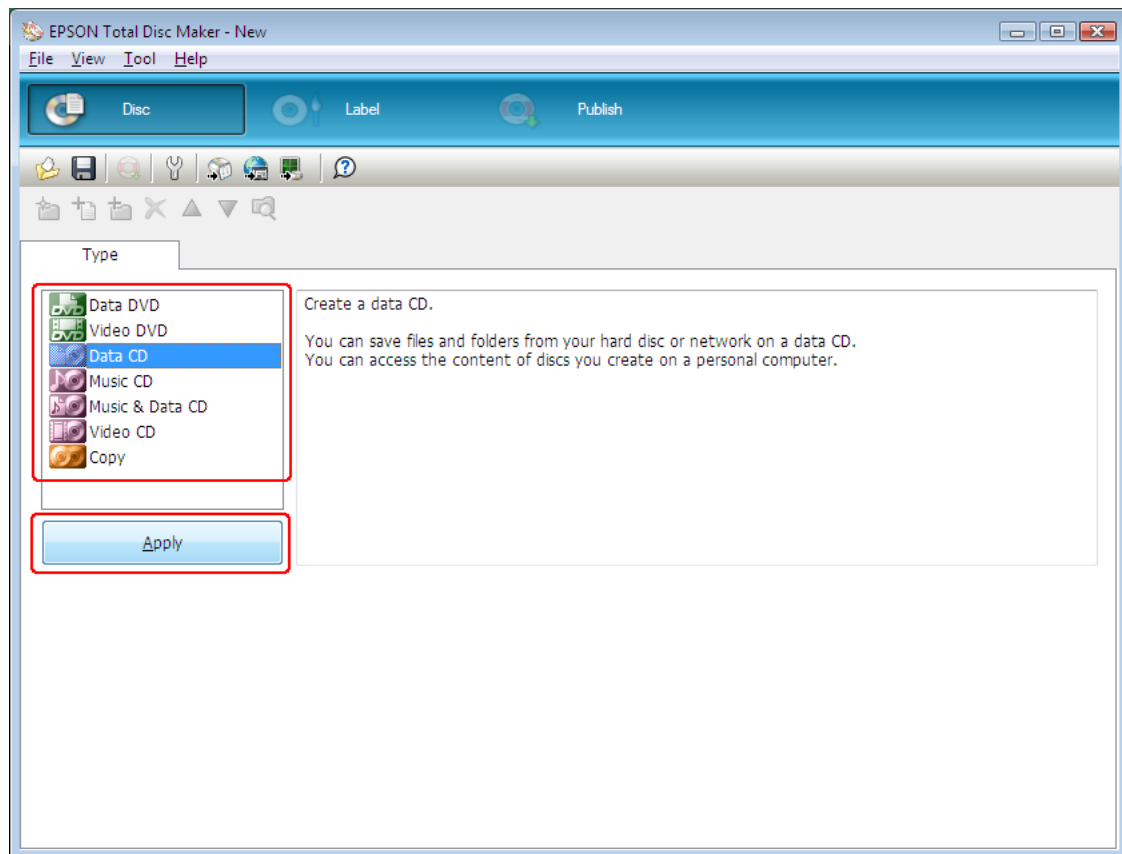 EPSON Total Disc Maker - New
File View Tool Help
Disc Label Publish
Type
DVD Data DVD
DVD Video DVD
Data CD
Music CD
Music & Data CD
Video CD
Copy
Apply
Create a data CD.
You can save files and folders from your hard disc or network on a data CD.
You can access the content of discs you create on a personal computer.